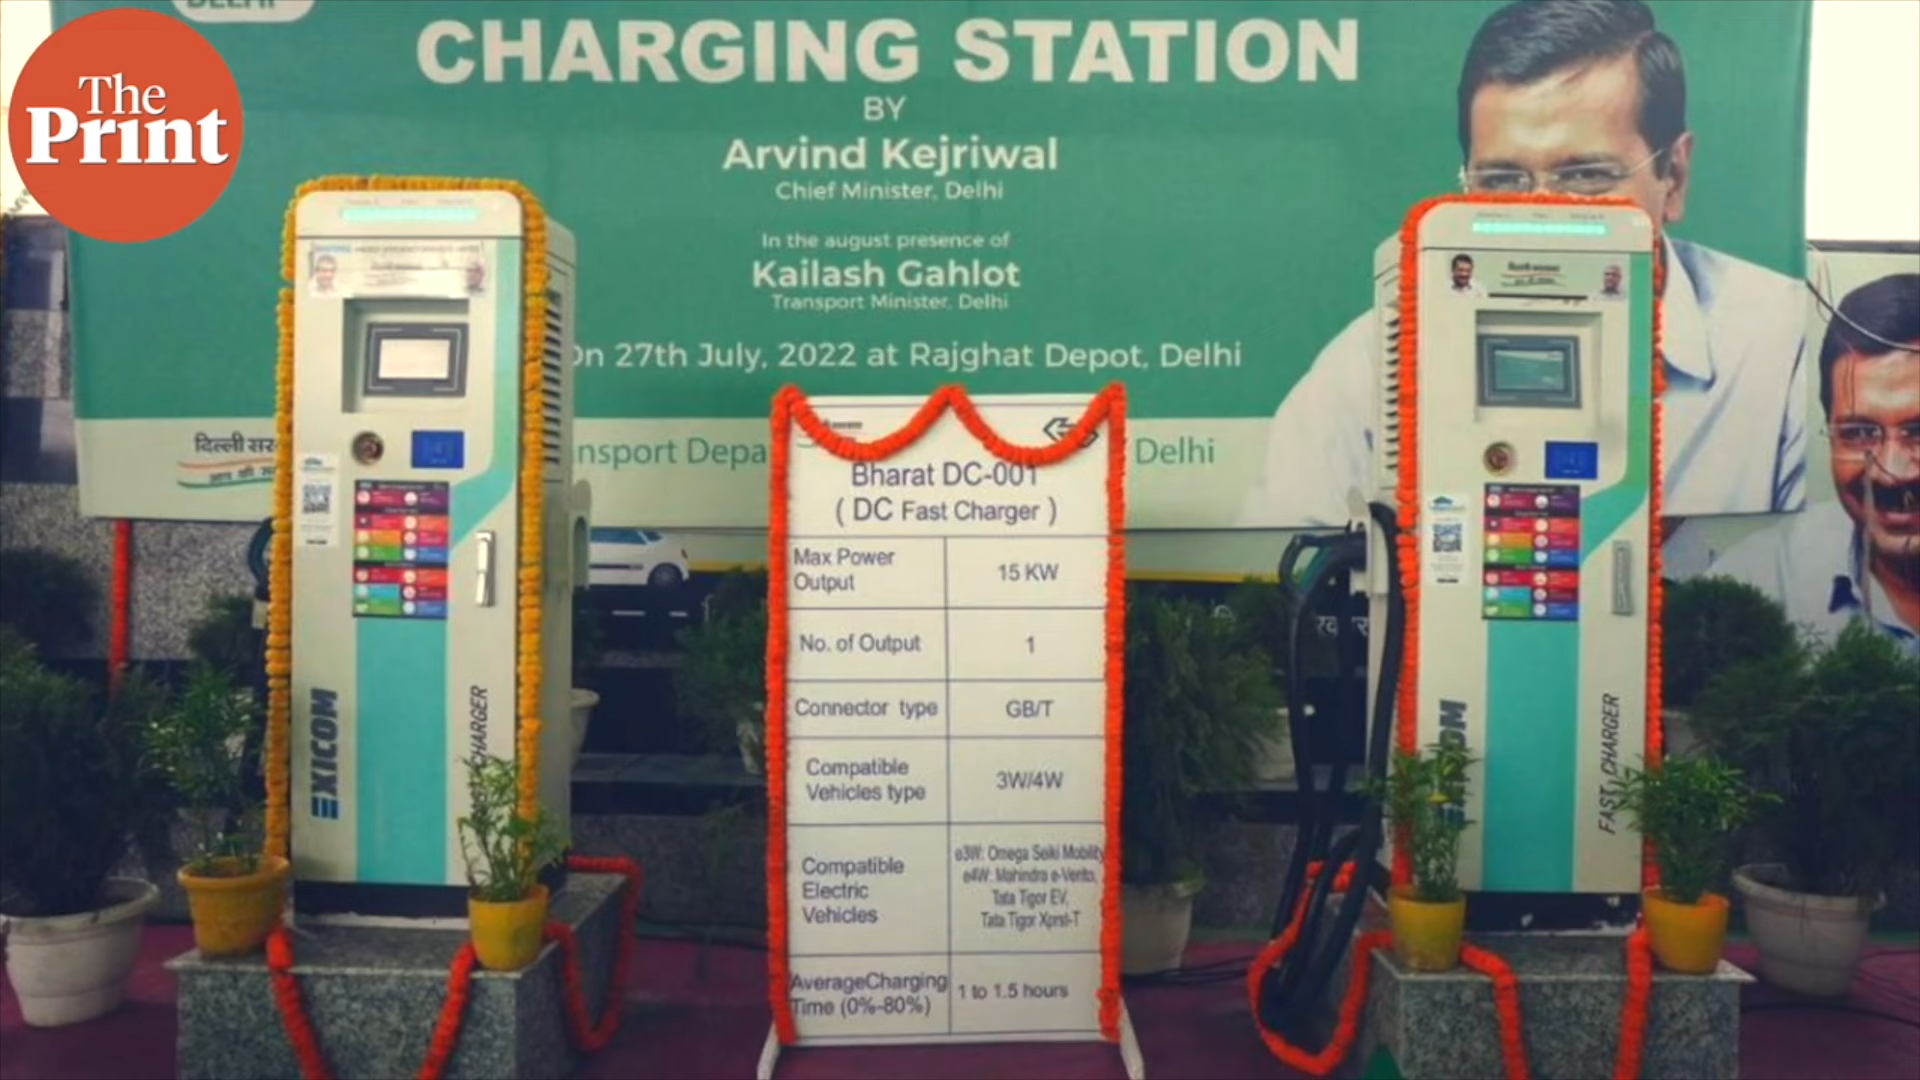 DELHI
The
Print
CHARGING STATION
BY
Arvind Kejriwal
Chief Minister, Delhi
In the august presence of
Kailash Gahlot
Transport Minister, Delhi
On 27th July, 2022 at Rajghat Depot, Delhi
दिल्ली सर
आप की स
nsport Depa
Delhi
Bharat DC-001
( DC Fast Charger )
Max Power Output
15 KW
No. of Output
1
Connector type
GB/T
Compatible
Vehicles type
3W/4W
Compatible
Electric
Vehicles
e3W: Omega Seiki Mobility
e4W: Mahindra e-Verito,
Tata Tigor EV,
Tata Tigor Xprst-T
AverageCharging
Time (0%-80%)
1 to 1.5 hours
EXICOM
FAST CHARGER
EXICOM
FAST CHARGER